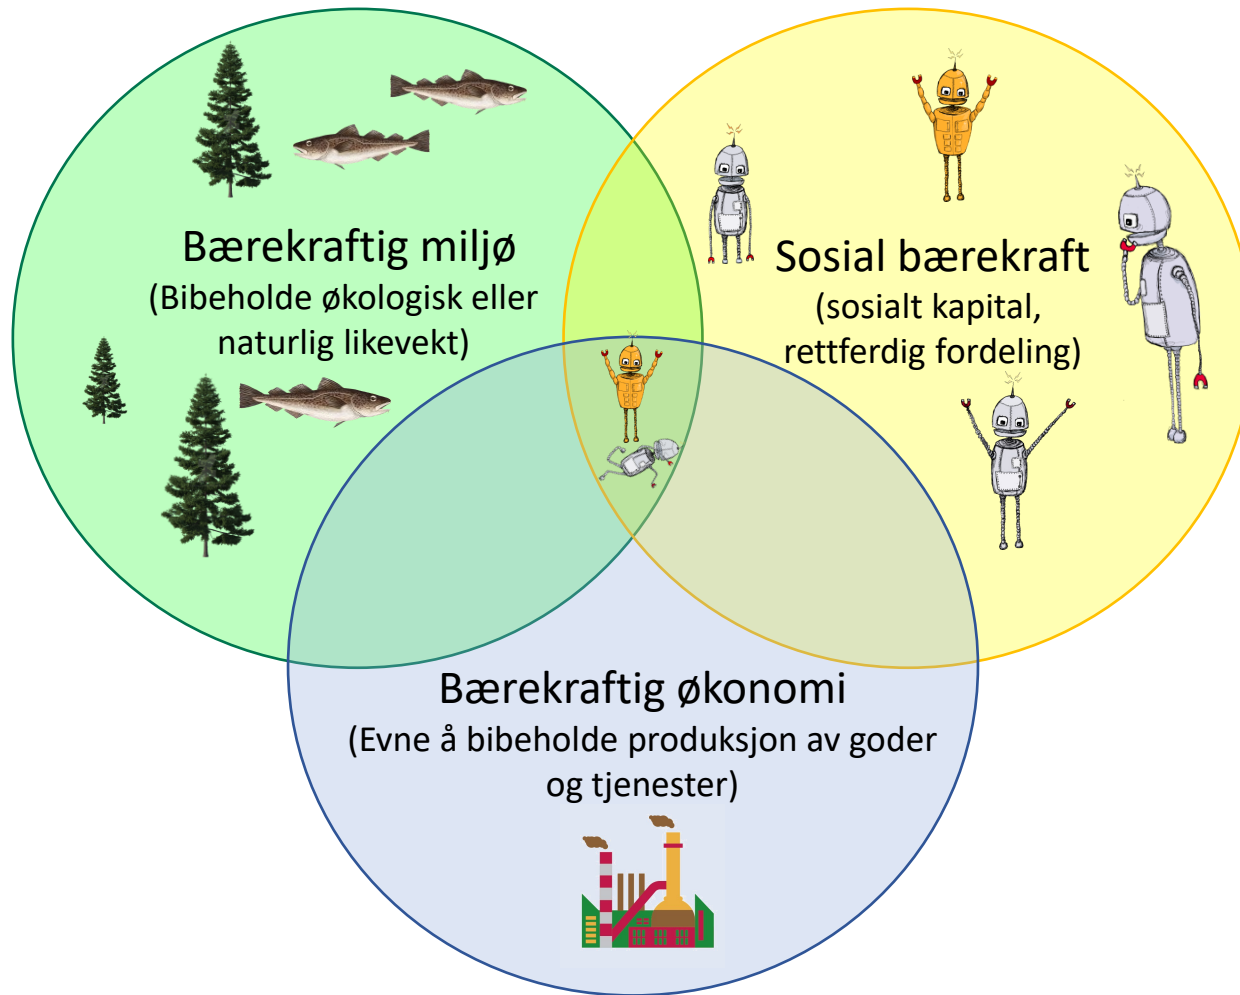 Bærekraftig miljø
(Bibeholde økologisk eller
naturlig likevekt)
Sosial bærekraft
(sosialt kapital,
rettferdig fordeling)
Bærekraftig økonomi
(Evne å bibeholde produksjon av goder
og tjenester)